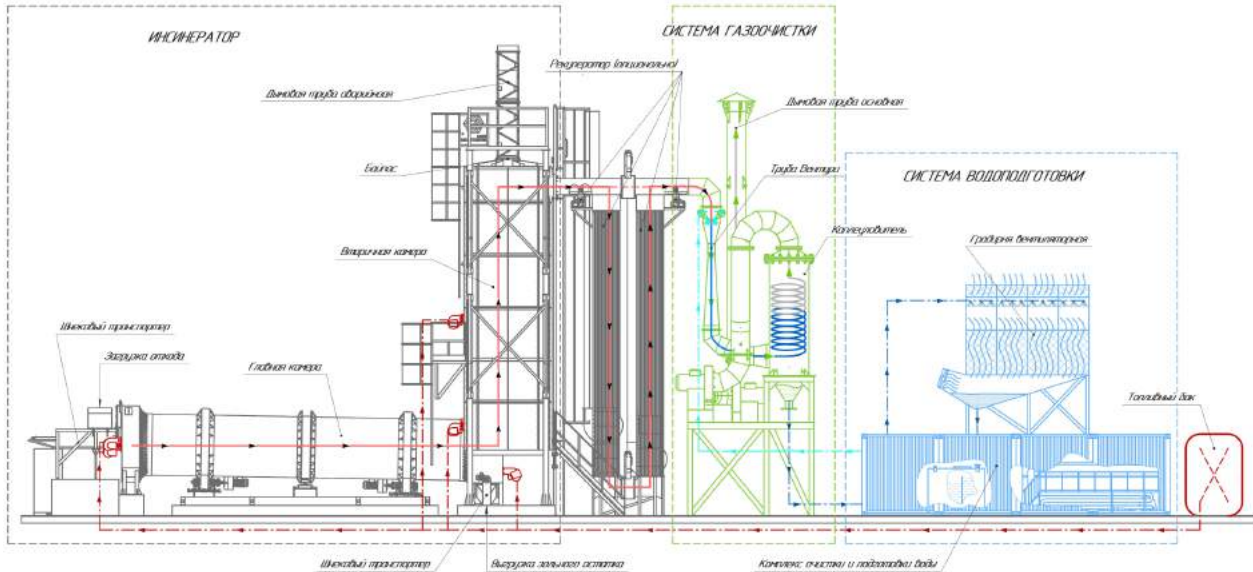 ИНСИНЕРАТОР
СИСТЕМА ГАЗООЧИСТКИ
Рекуператор (опционально)
Дымовая труба аварийная
Дымовая труба основная
Байпас
Труба Вентури
СИСТЕМА ВОДОПОДГОТОВКИ
Каплеуловитель
Градирня вентиляторная
Вторичная камера
Шнековый транспортер
Загрузка отхода
Главная камера
Топливный бак
Шнековый транспортер
Выгрузка зольного остатка
Комплекс очистки и подготовки воды